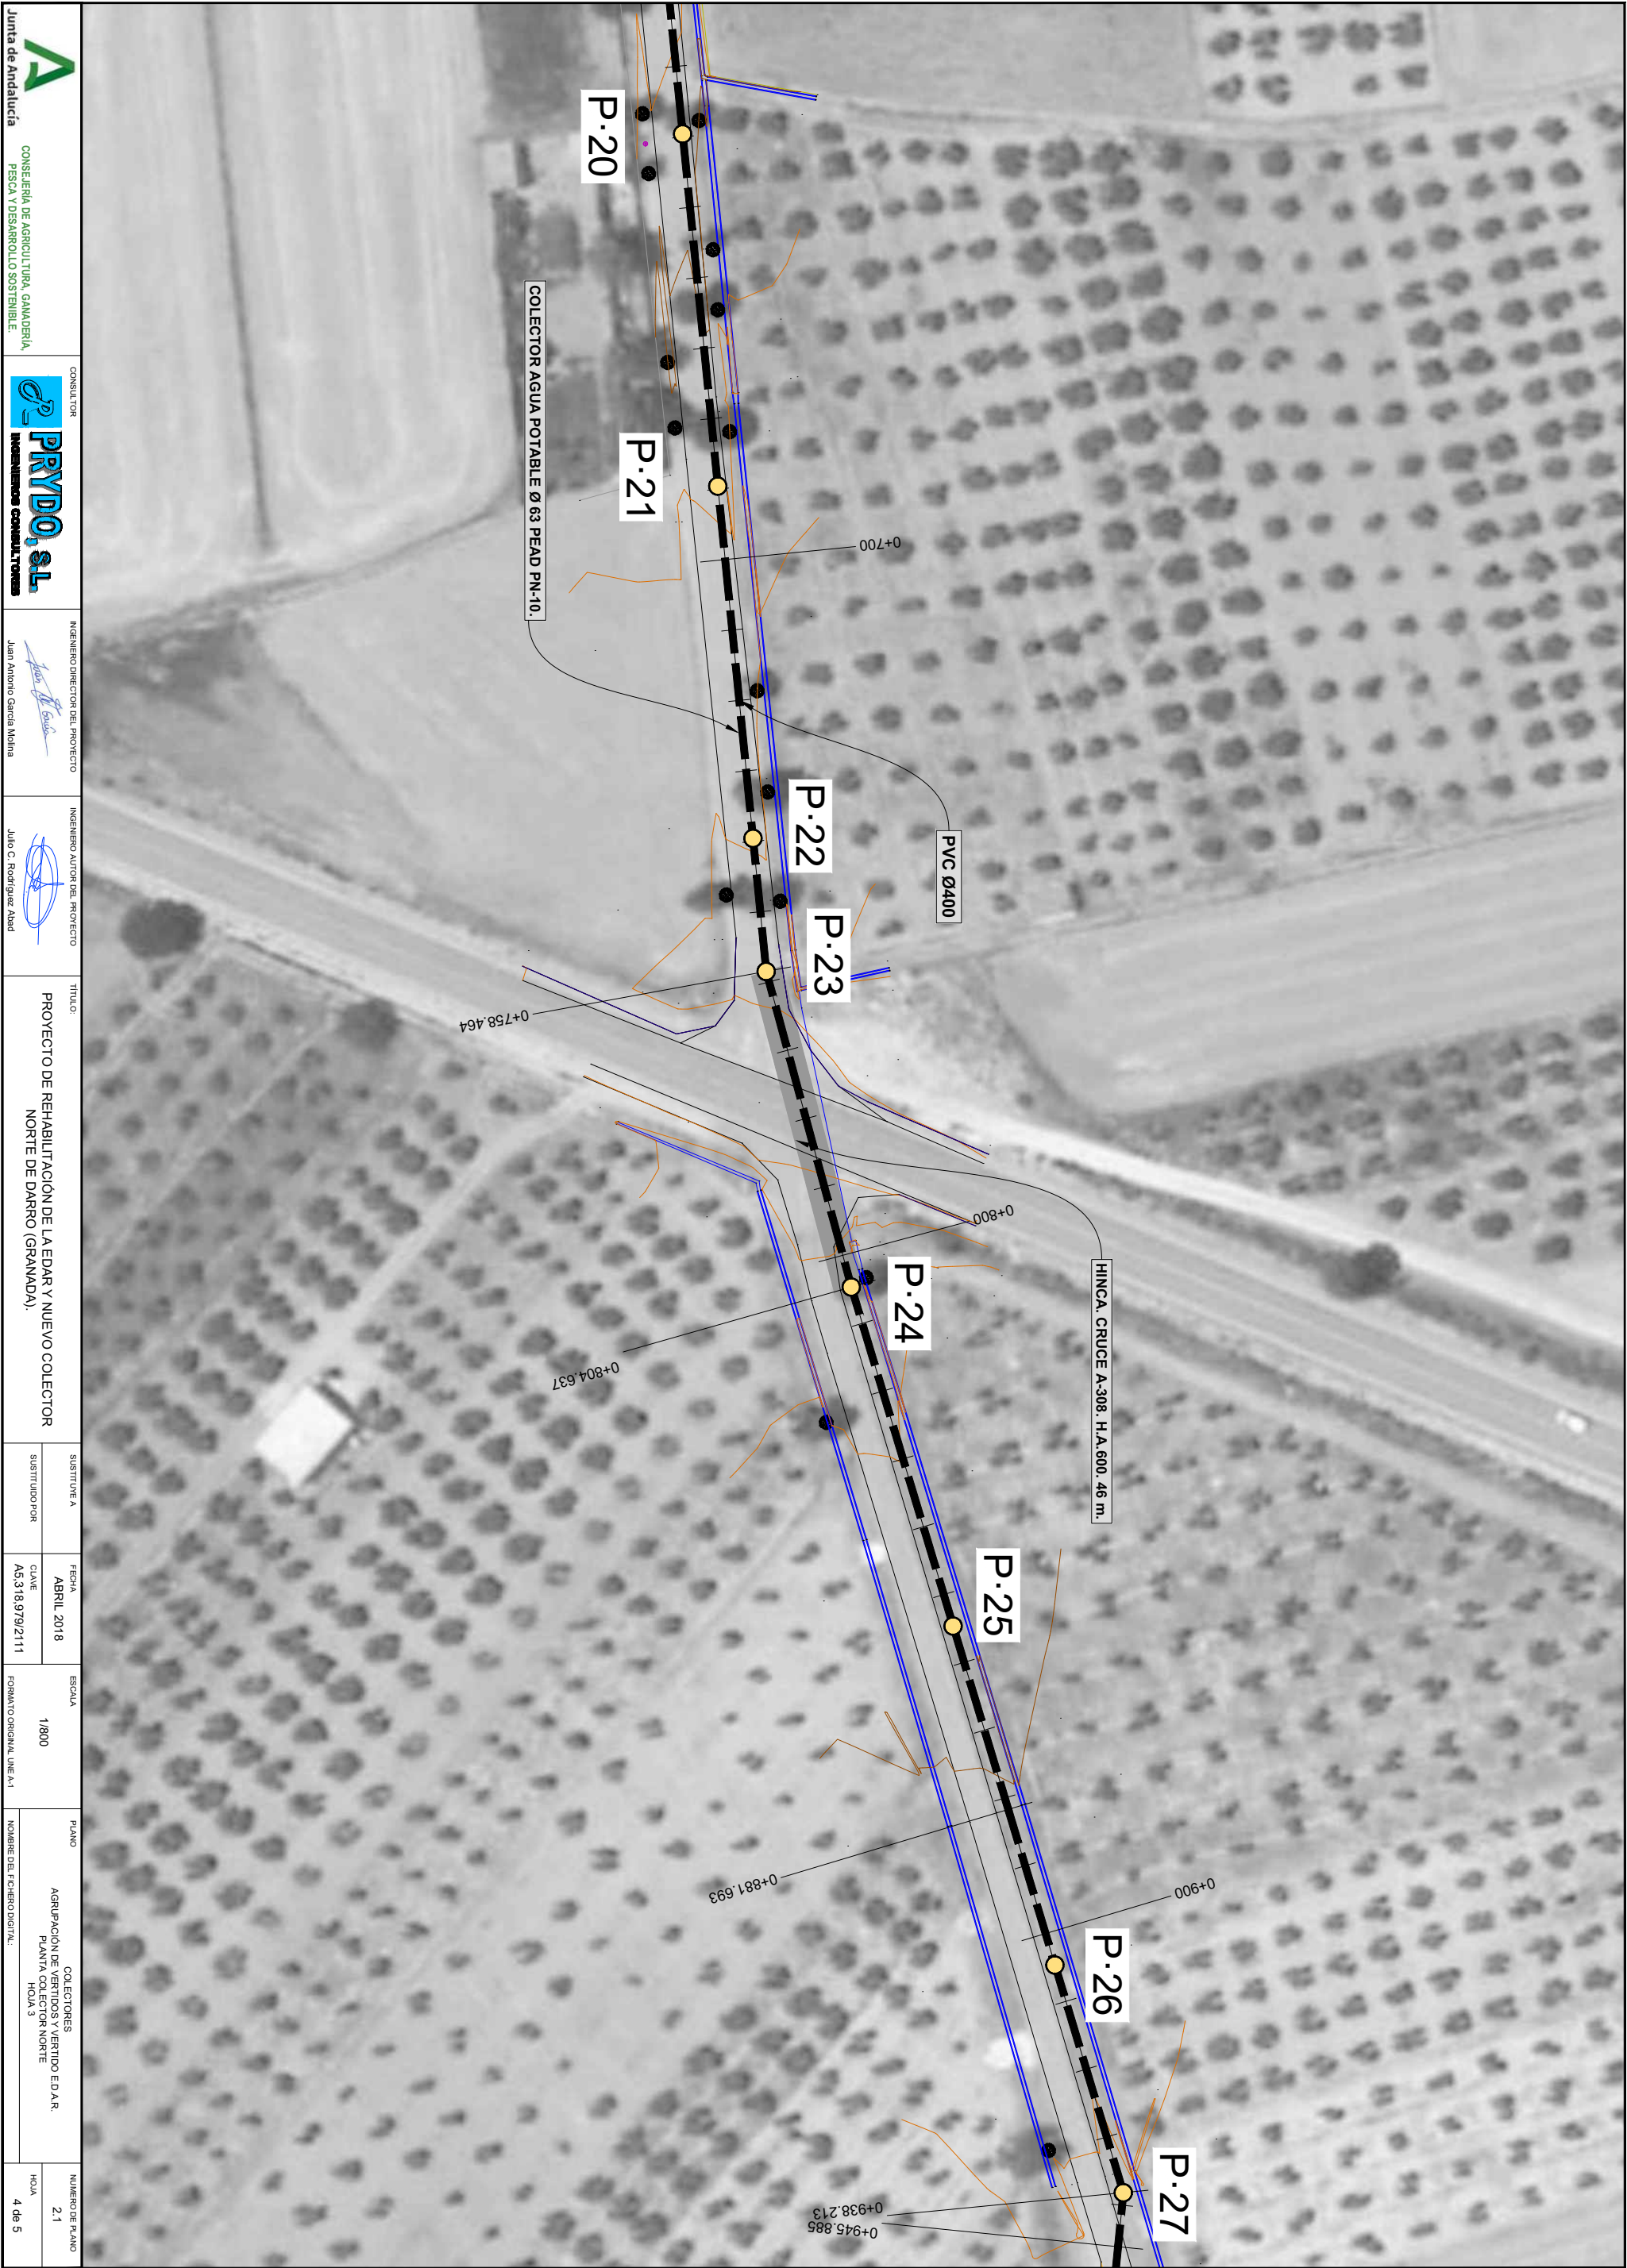 P.20
P.21
P.22
P.23
P.24
P.25
P.26
P.27
COLECTOR AGUA POTABLE Ø 63 PEAD PN-10.
PVC Ø400
HINCA. CRUCE A-308. H.A.600. 46 m.
0+700
0+758.464
0+800
0+804.637
0+881.693
0+900
0+938.213
0+945.885
Junta de Andalucía
CONSEJERÍA DE AGRICULTURA, GANADERÍA,
PESCA Y DESARROLLO SOSTENIBLE.
CONSULTOR
PRYDO, S.L.
INGENIEROS CONSULTORES
INGENIERO DIRECTOR DEL PROYECTO
Juan Antonio García Molina
INGENIERO AUTOR DEL PROYECTO
Julio C. Rodríguez Abad
TÍTULO:
PROYECTO DE REHABILITACIÓN DE LA EDAR Y NUEVO COLECTOR
NORTE DE DARRO (GRANADA).
SUSTITUYE A
SUSTITUIDO POR
FECHA
ABRIL 2018
CLAVE
A5.318.979/2111
ESCALA
1/800
FORMATO ORIGINAL UNE A-1
PLANO
COLECTORES
AGRUPACIÓN DE VERTIDOS Y VERTIDO E.D.A.R.
PLANTA COLECTOR NORTE
HOJA 3
NOMBRE DEL FICHERO DIGITAL:
NUMERO DE PLANO
2.1
HOJA
4 de 5